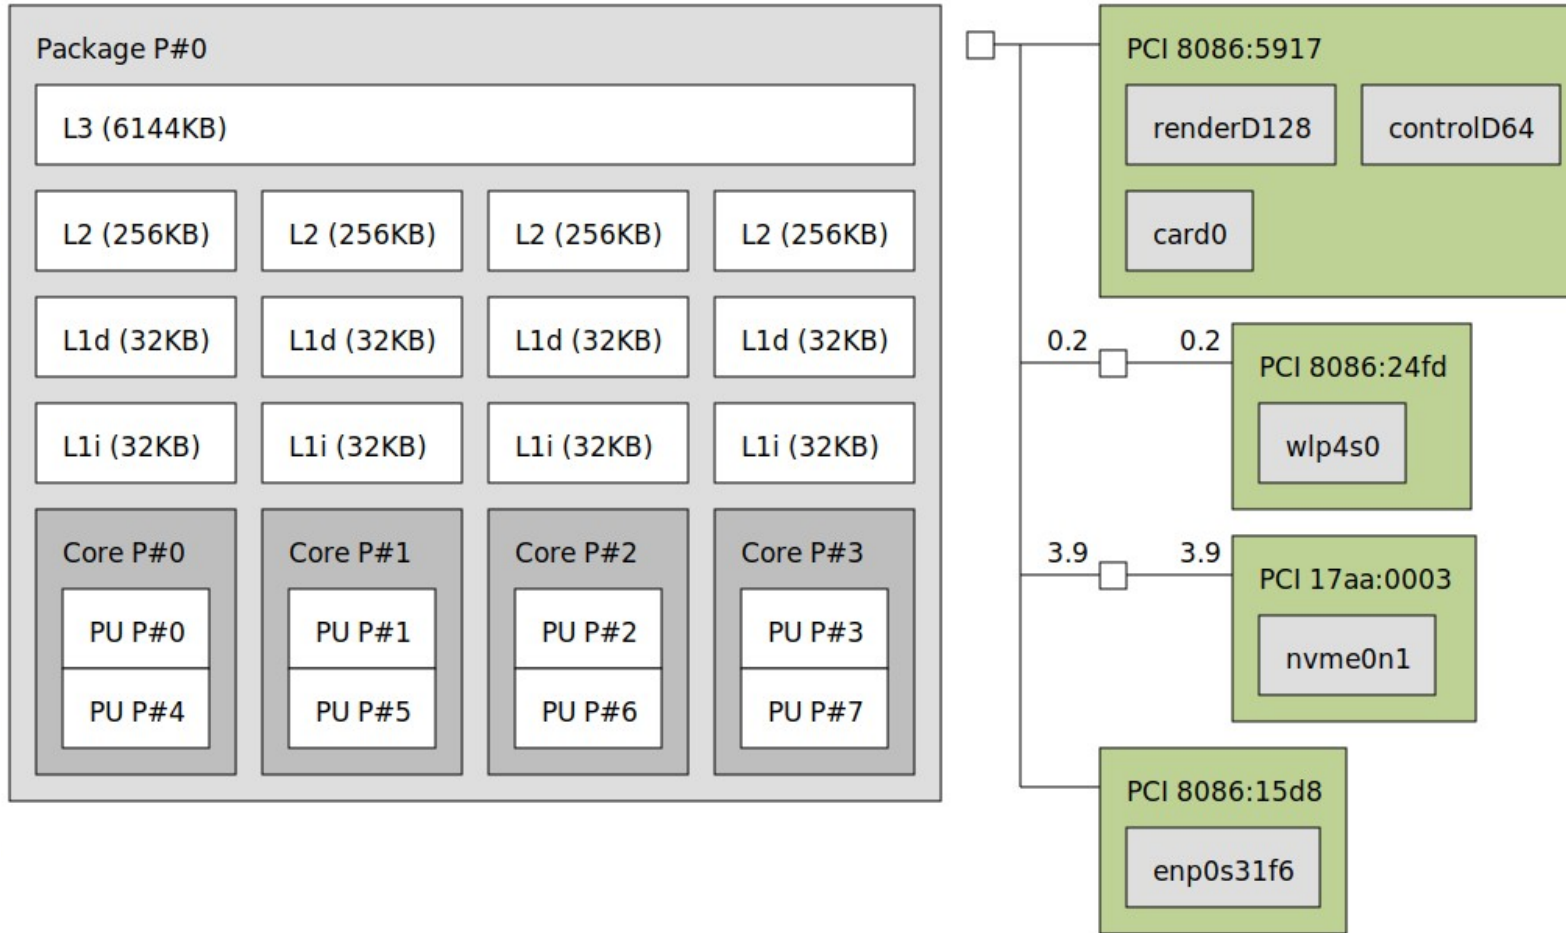 Package P#0
L3 (6144KB)
L2 (256KB) L2 (256KB) L2 (256KB) L2 (256KB)
L1d (32KB) L1d (32KB) L1d (32KB) L1d (32KB)
L1i (32KB) L1i (32KB) L1i (32KB) L1i (32KB)
Core P#0 Core P#1 Core P#2 Core P#3
PU P#0 PU P#1 PU P#2 PU P#3
PU P#4 PU P#5 PU P#6 PU P#7
PCI 8086:5917
renderD128 controlD64
card0
0.2 0.2
PCI 8086:24fd
wlp4s0
3.9 3.9
PCI 17aa:0003
nvme0n1
PCI 8086:15d8
enp0s31f6